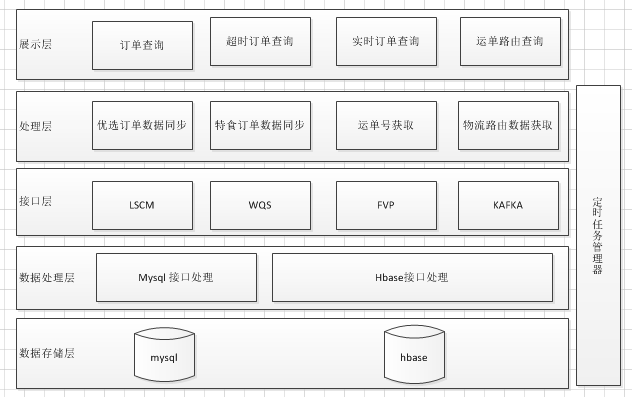 展示层
订单查询
超时订单查询
实时订单查询
运单路由查询
处理层
优选订单数据同步
特食订单数据同步
运单号获取
物流路由数据获取
接口层
LSCM
WQS
FVP
KAFKA
数据处理层
Mysql 接口处理
Hbase接口处理
数据存储层
mysql
hbase
定时任务管理器